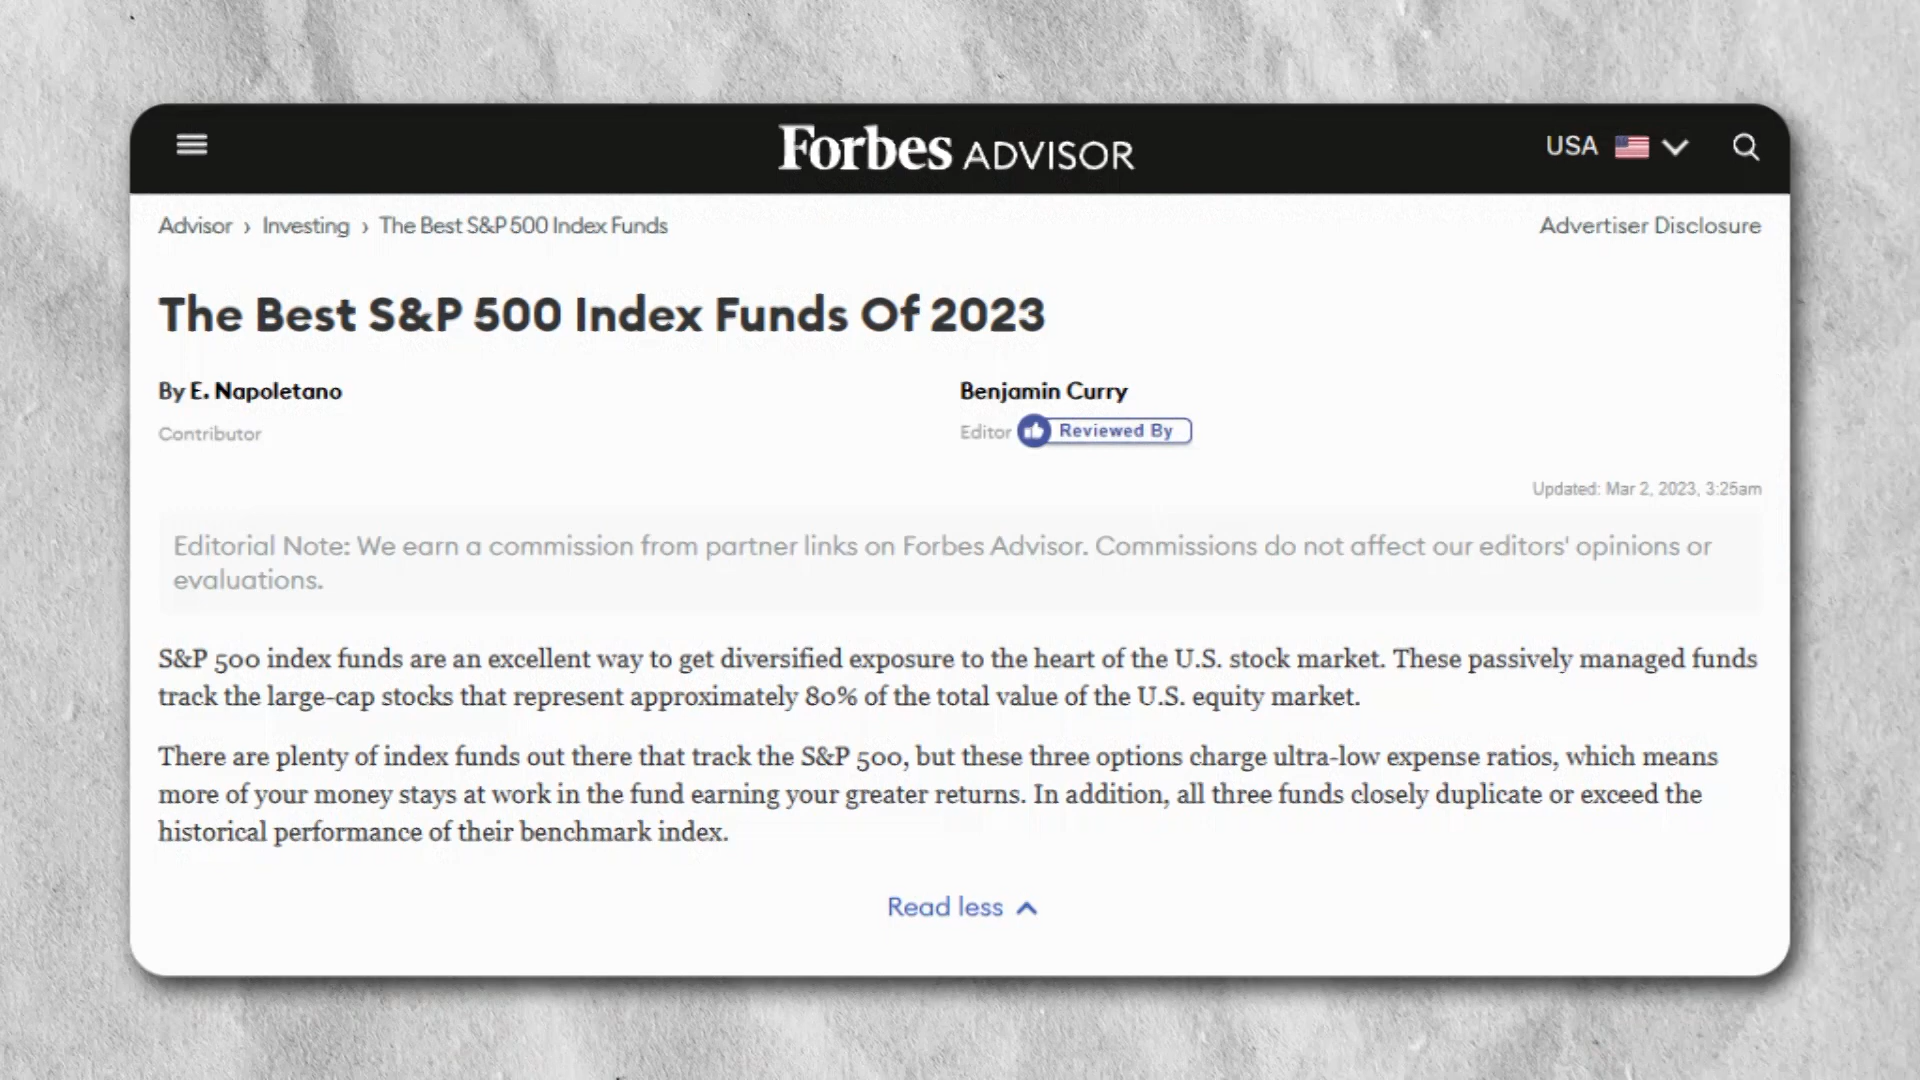 Forbes ADVISOR
USA
Advisor › Investing › The Best S&P 500 Index Funds
Advertiser Disclosure
The Best S&P 500 Index Funds Of 2023
By E. Napoletano
Benjamin Curry
Contributor
Editor Reviewed By
Updated: Mar 2, 2023, 3:25am
Editorial Note: We earn a commission from partner links on Forbes Advisor. Commissions do not affect our editors' opinions or
evaluations.
S&P 500 index funds are an excellent way to get diversified exposure to the heart of the U.S. stock market. These passively managed funds
track the large-cap stocks that represent approximately 80% of the total value of the U.S. equity market.
There are plenty of index funds out there that track the S&P 500, but these three options charge ultra-low expense ratios, which means
more of your money stays at work in the fund earning your greater returns. In addition, all three funds closely duplicate or exceed the
historical performance of their benchmark index.
Read less